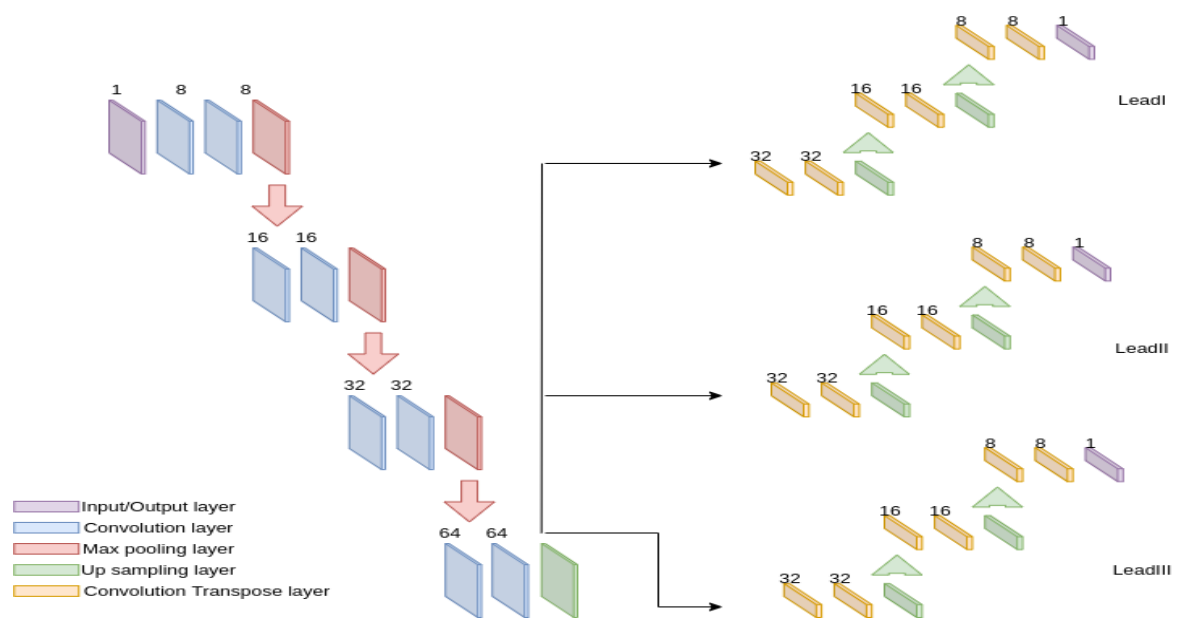 1 8 8
16 16
32 32
64 64
Input/Output layer
Convolution layer
Max pooling layer
Up sampling layer
Convolution Transpose layer
8 8 1
16 16
32 32
LeadI
8 8 1
16 16
32 32
LeadII
8 8 1
16 16
32 32
LeadIII